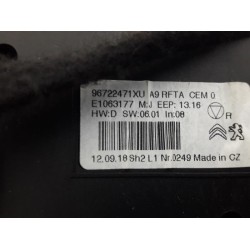 96722471XU A9 RFTA CEM 0
E1063177 M:J EEP: 13.16
HW:D SW:06.01 In:08
R
12.09.18 Sh2 L1 Nr.0249 Made in CZ